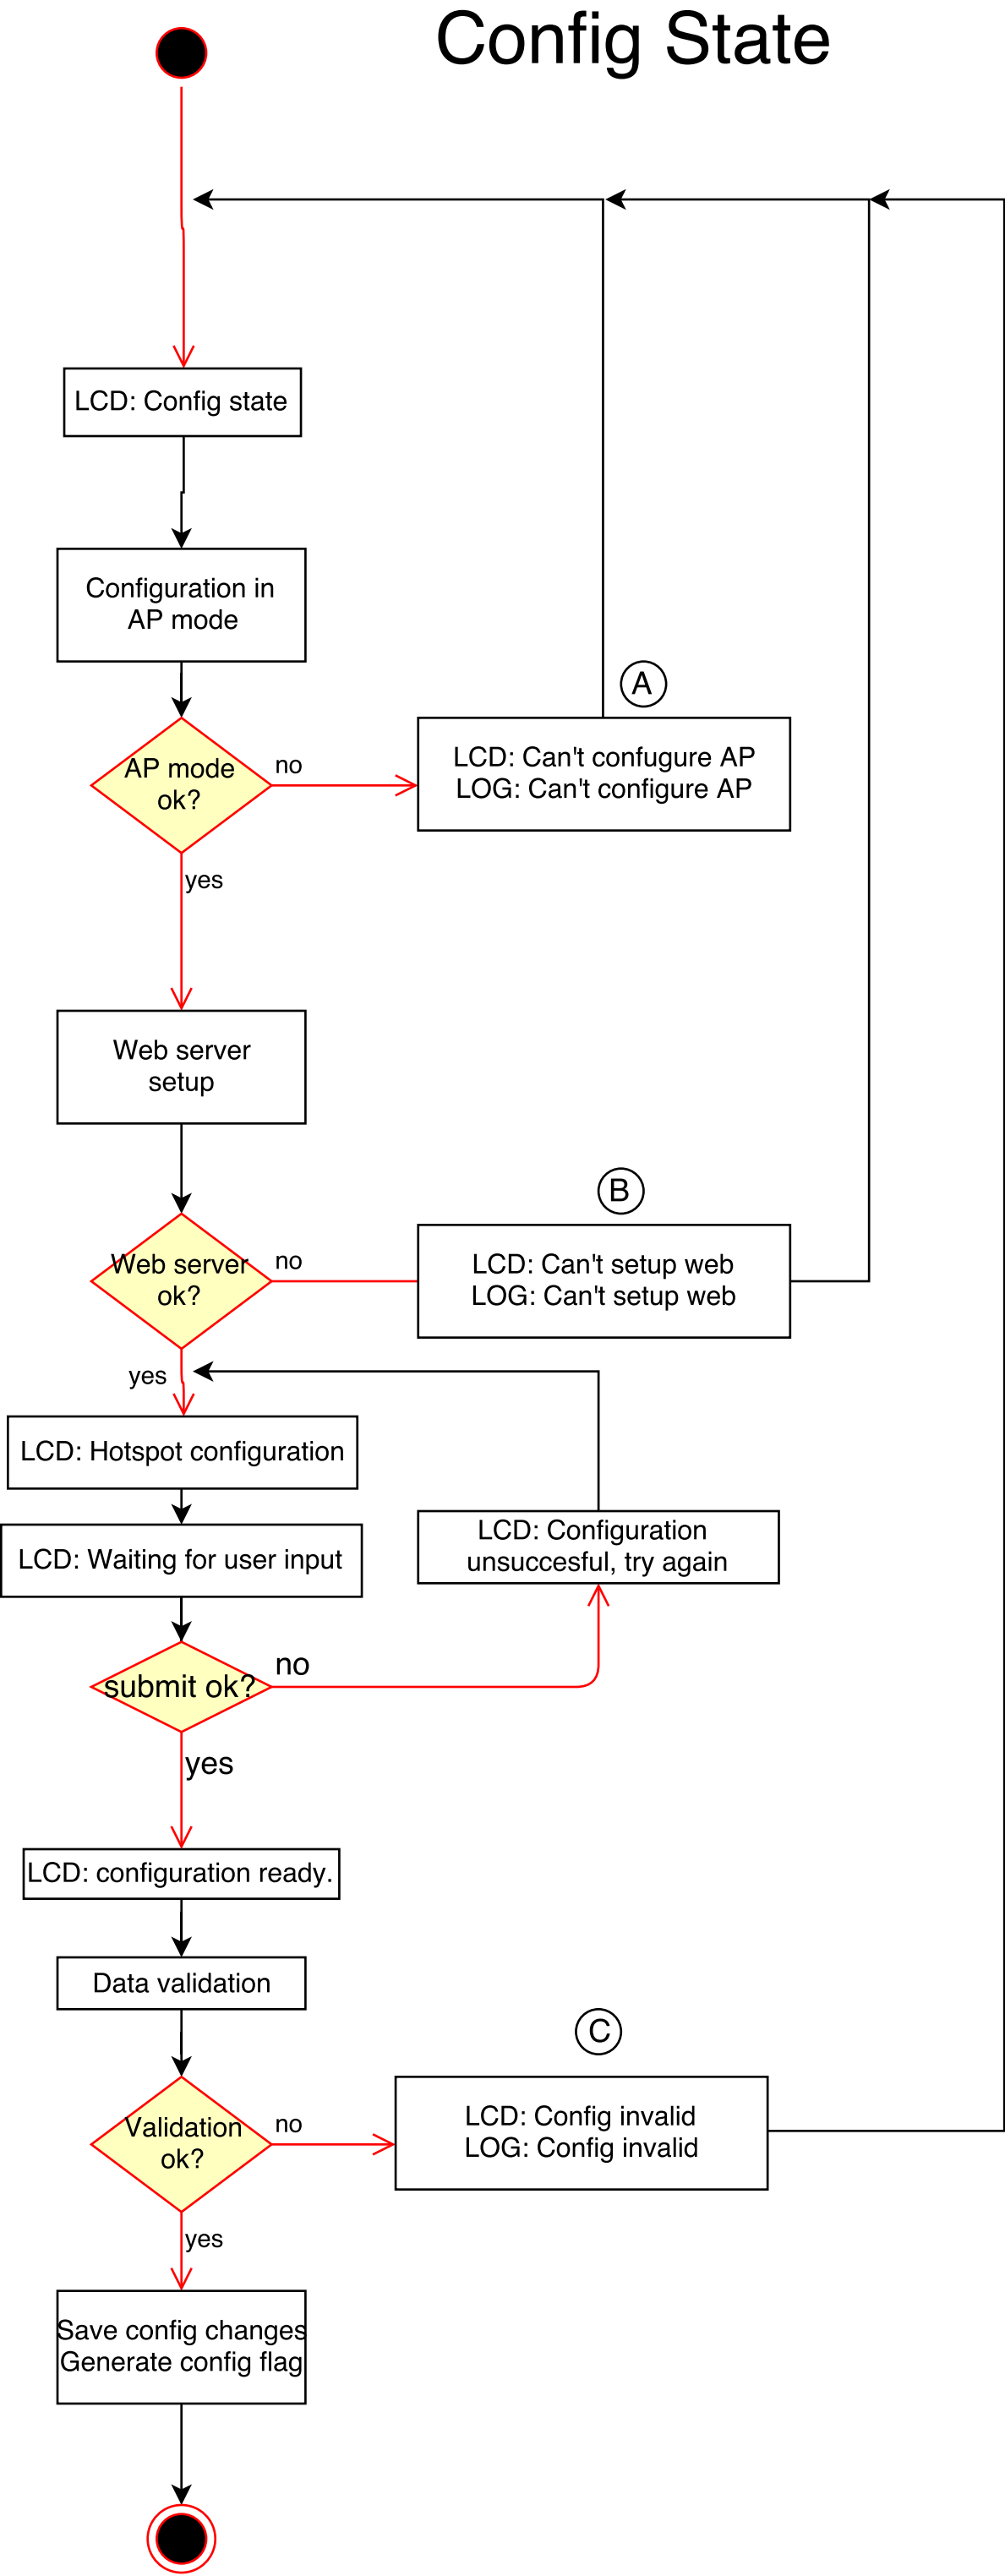 Config State
LCD: Config state
Configuration in
AP mode
A
AP mode
ok?
no
LCD: Can't confugure AP
LOG: Can't configure AP
yes
Web server
setup
B
Web server
ok?
no
LCD: Can't setup web
LOG: Can't setup web
yes
LCD: Hotspot configuration
LCD: Configuration
unsuccesful, try again
LCD: Waiting for user input
submit ok?
no
yes
LCD: configuration ready.
Data validation
C
Validation
ok?
no
LCD: Config invalid
LOG: Config invalid
yes
Save config changes
Generate config flag